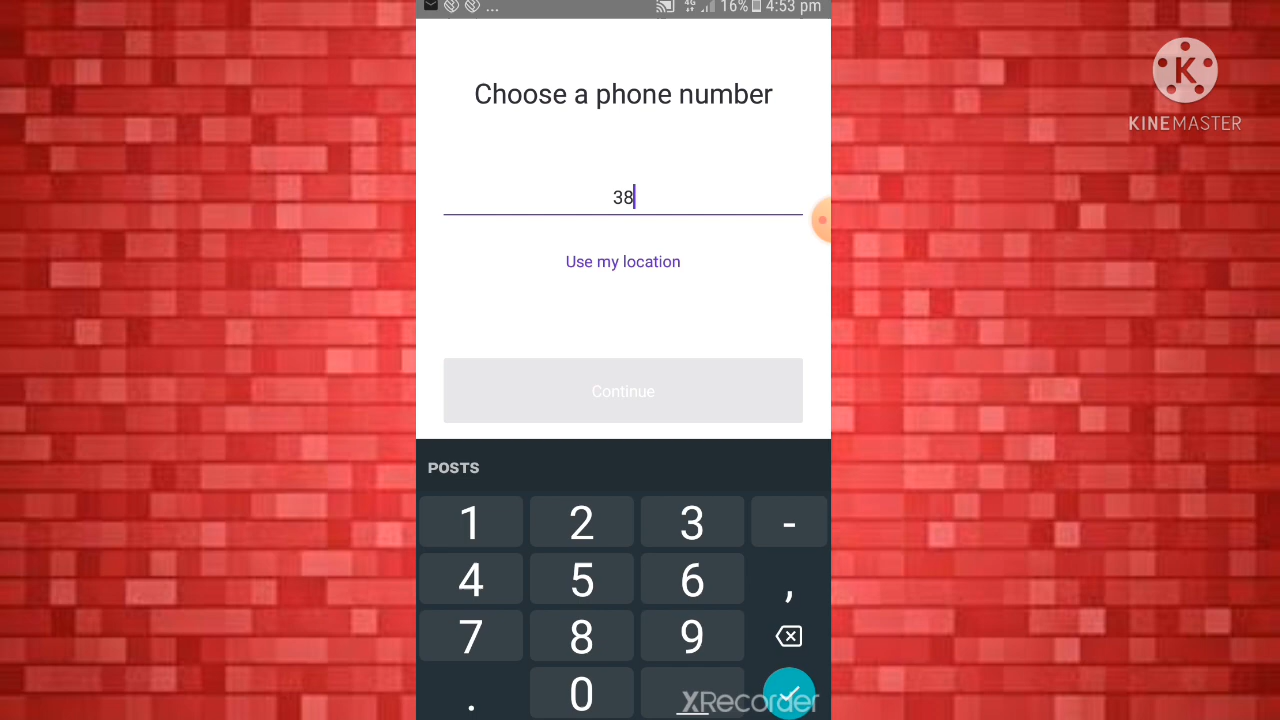 ... 4G 16% 4:53 pm
Choose a phone number
K
KINEMASTER
38
Use my location
Continue
POSTS
1 2 3 -
4 5 6 ,
7 8 9
. 0
XRecorder